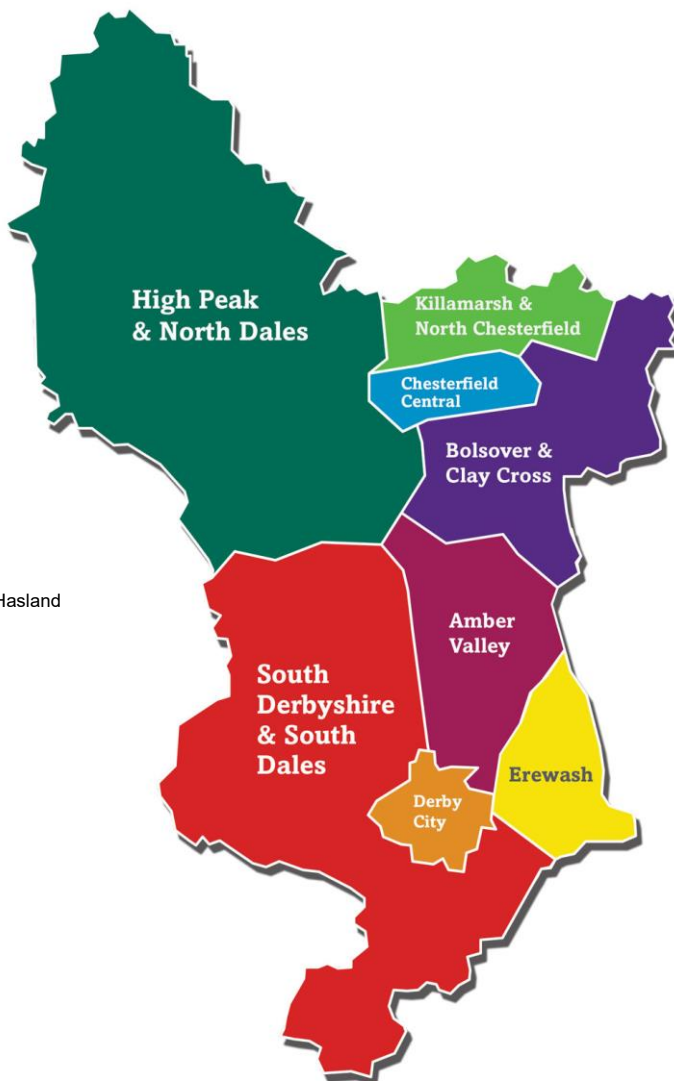 High Peak
& North Dales
Killamarsh &
North Chesterfield
Chesterfield
Central
Bolsover &
Clay Cross
Hasland
Amber
Valley
South
Derbyshire
& South
Dales
Erewash
Derby
City